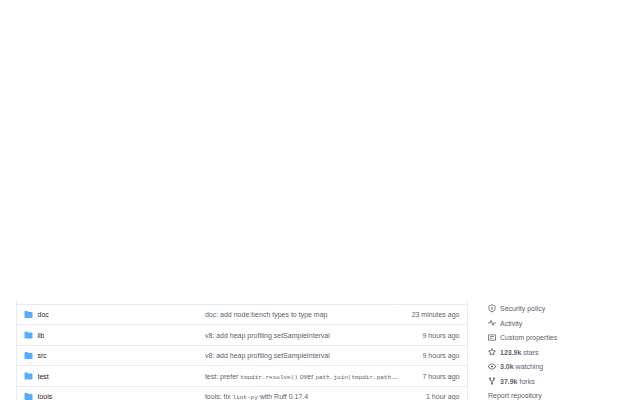 doc doc: add node:bench types to type map 23 minutes ago
lib v8: add heap profiling setSampleInterval 9 hours ago
src v8: add heap profiling setSampleInterval 9 hours ago
test test: prefer tmpdir.resolve() over path.join(tmpdir.path... 7 hours ago
tools tools: fix lint-py with Ruff 0.17.4 1 hour ago
Security policy
Activity
Custom properties
123.9k stars
3.0k watching
37.9k forks
Report repository